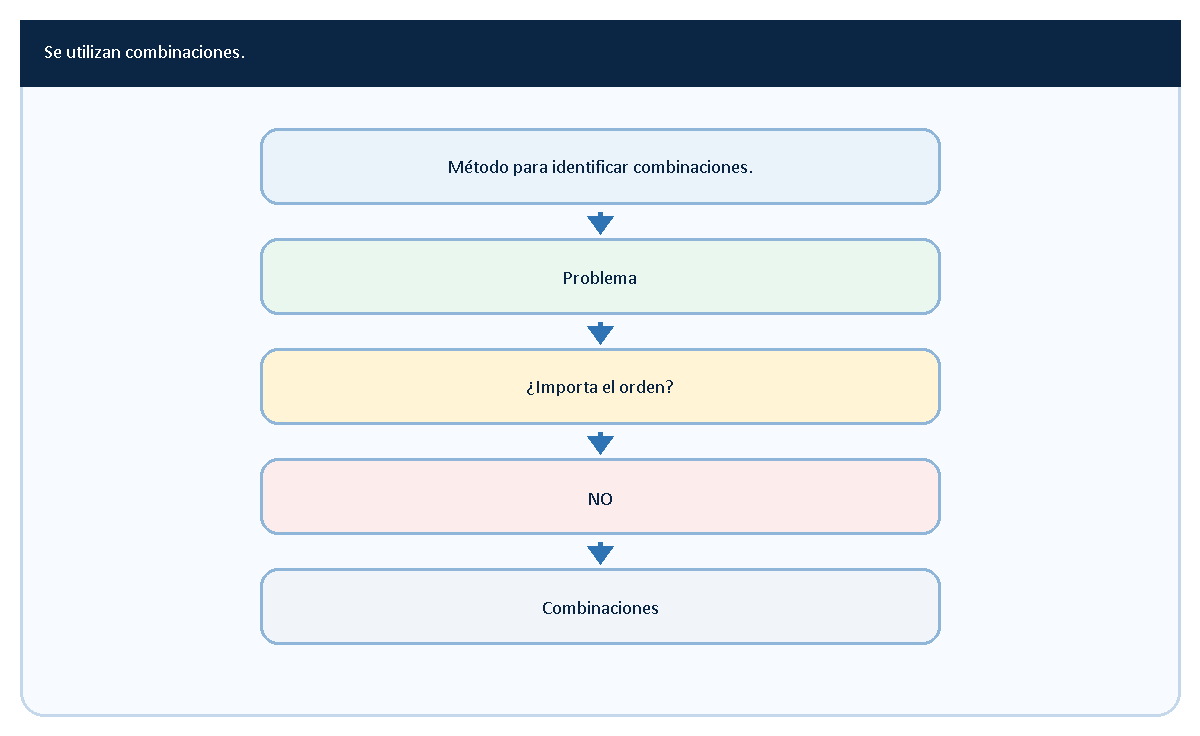 Se utilizan combinaciones.
Método para identificar combinaciones.
Problema
¿Importa el orden?
NO
Combinaciones